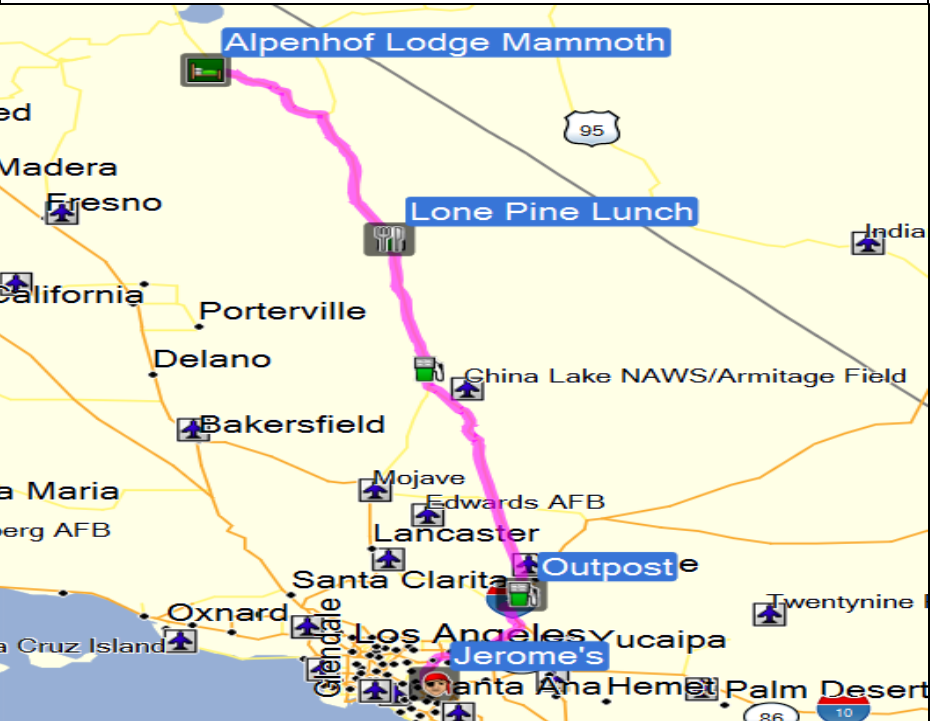 Alpenhof Lodge Mammoth
ed
95
Madera
Fresno
Lone Pine Lunch
India
California
Porterville
Delano
China Lake NAWS/Armitage Field
Bakersfield
Mojave
a Maria
Edwards AFB
erg AFB
Lancaster
Outpost
e
Santa Clarita
Oxnard
Twentynine
Glendale
Los Angeles
Yucaipa
a Cruz Island
Jerome's
anta Ana
Hemet
Palm Desert
86
10